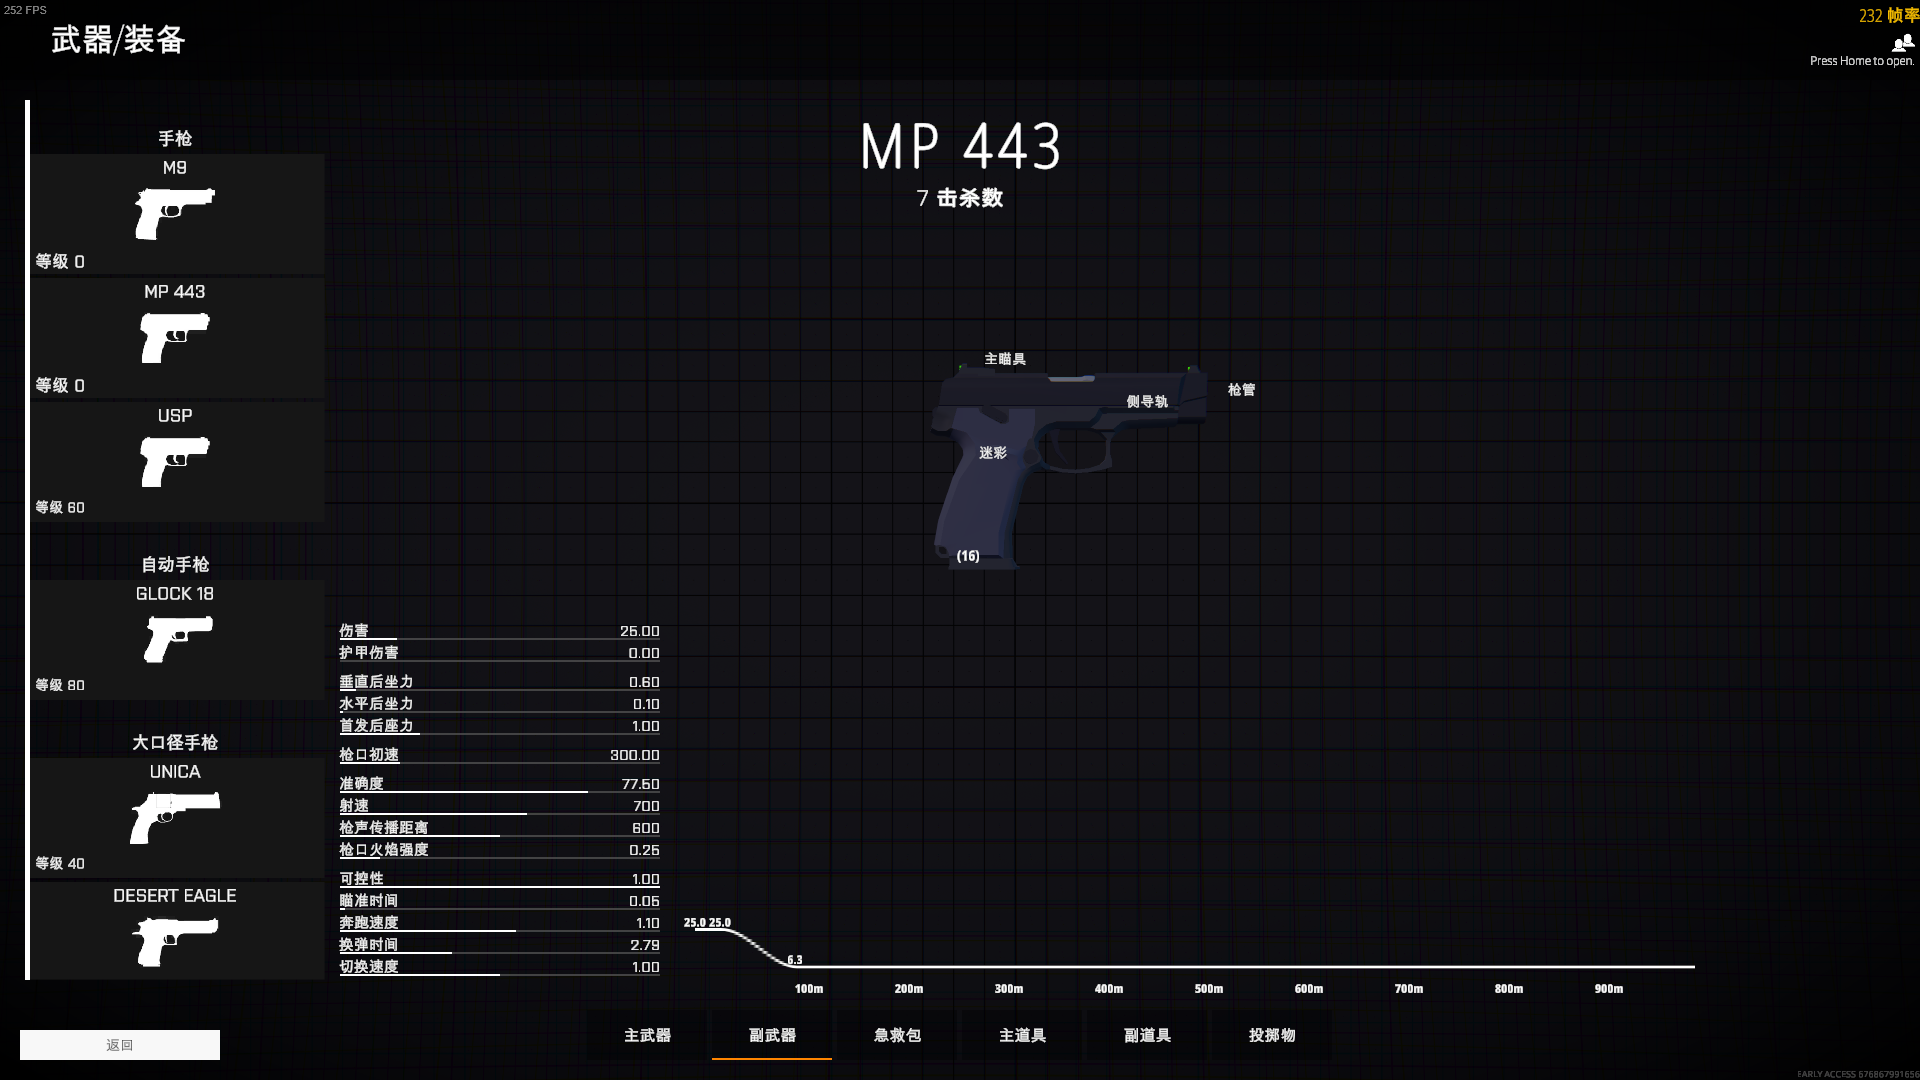 252 FPS
武器/装备
232 帧率
Press Home to open.
手枪
M9
等级 0
MP 443
等级 0
USP
等级 60
自动手枪
GLOCK 18
等级 80
大口径手枪
UNICA
等级 40
DESERT EAGLE
MP 443
7 击杀数
主瞄具
枪管
侧导轨
迷彩
(16)
伤害 25.00
护甲伤害 0.00
垂直后坐力 0.60
水平后坐力 0.10
首发后座力 1.00
枪口初速 300.00
准确度 77.50
射速 700
枪声传播距离 600
枪口火焰强度 0.25
可控性 1.00
瞄准时间 0.05
奔跑速度 1.10
换弹时间 2.79
切换速度 1.00
25.0 25.0
6.3
100m 200m 300m 400m 500m 600m 700m 800m 900m
主武器 副武器 急救包 主道具 副道具 投掷物
返回
EARLY ACCESS 676867991656